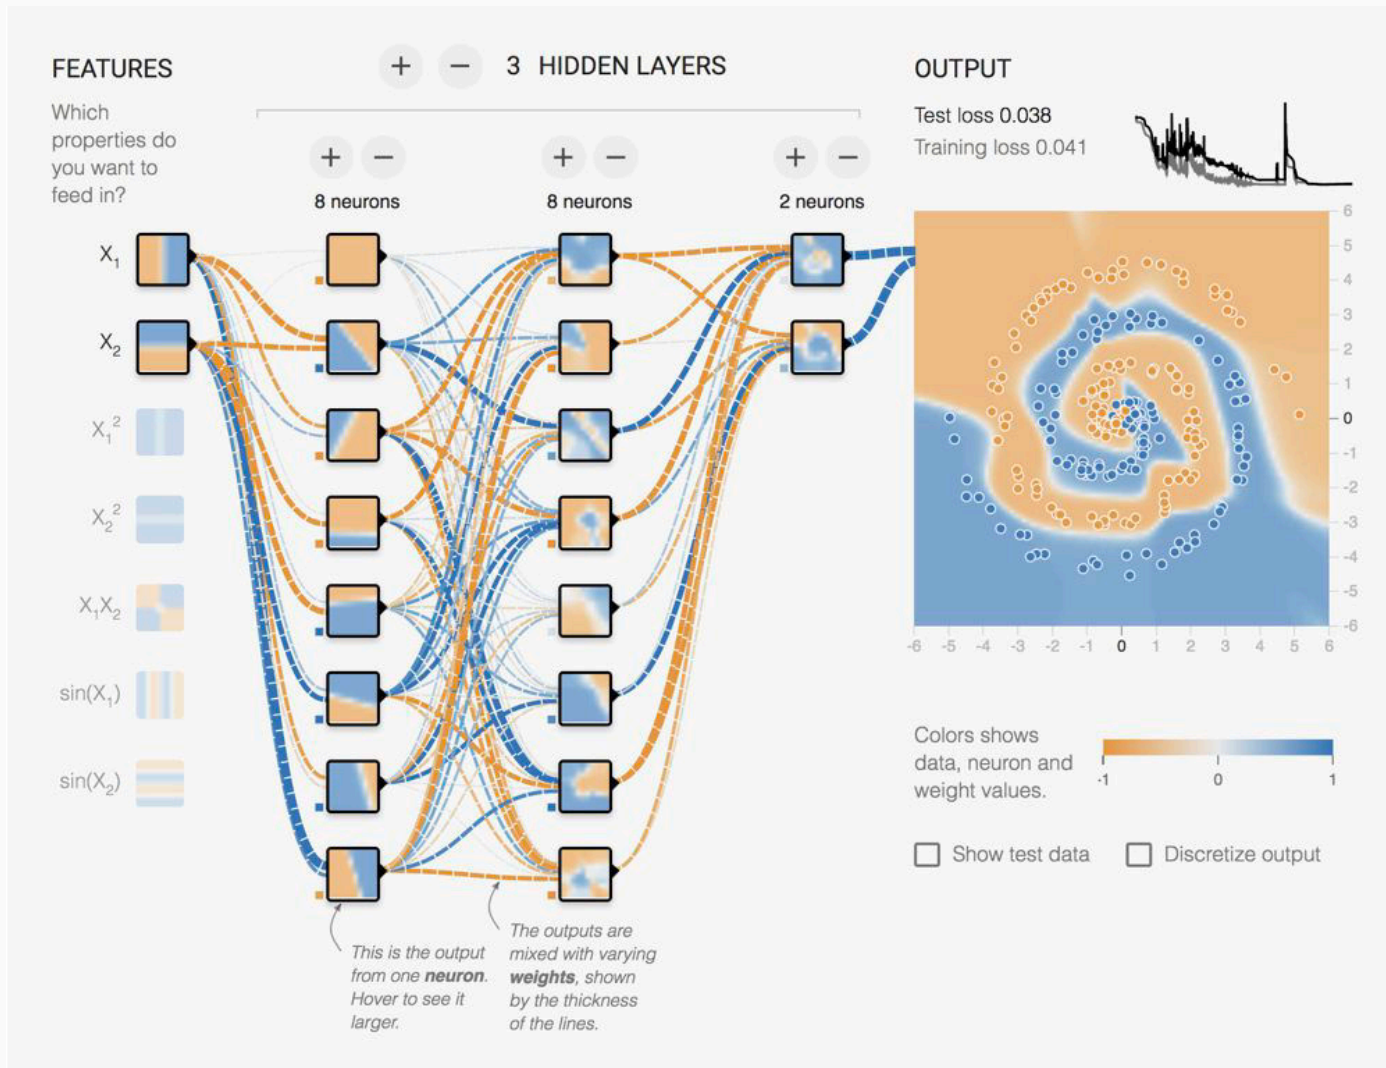 FEATURES
Which
properties do
you want to
feed in?
+ − 3 HIDDEN LAYERS
+ −
8 neurons
+ −
8 neurons
+ −
2 neurons
OUTPUT
Test loss 0.038
Training loss 0.041
X₁
X₂
X₁²
X₂²
X₁X₂
sin(X₁)
sin(X₂)
6
5
4
3
2
1
0
-1
-2
-3
-4
-5
-6
-6 -5 -4 -3 -2 -1 0 1 2 3 4 5 6
This is the output
from one neuron.
Hover to see it
larger.
The outputs are
mixed with varying
weights, shown
by the thickness
of the lines.
Colors shows
data, neuron and
weight values.
-1 0 1
Show test data
Discretize output